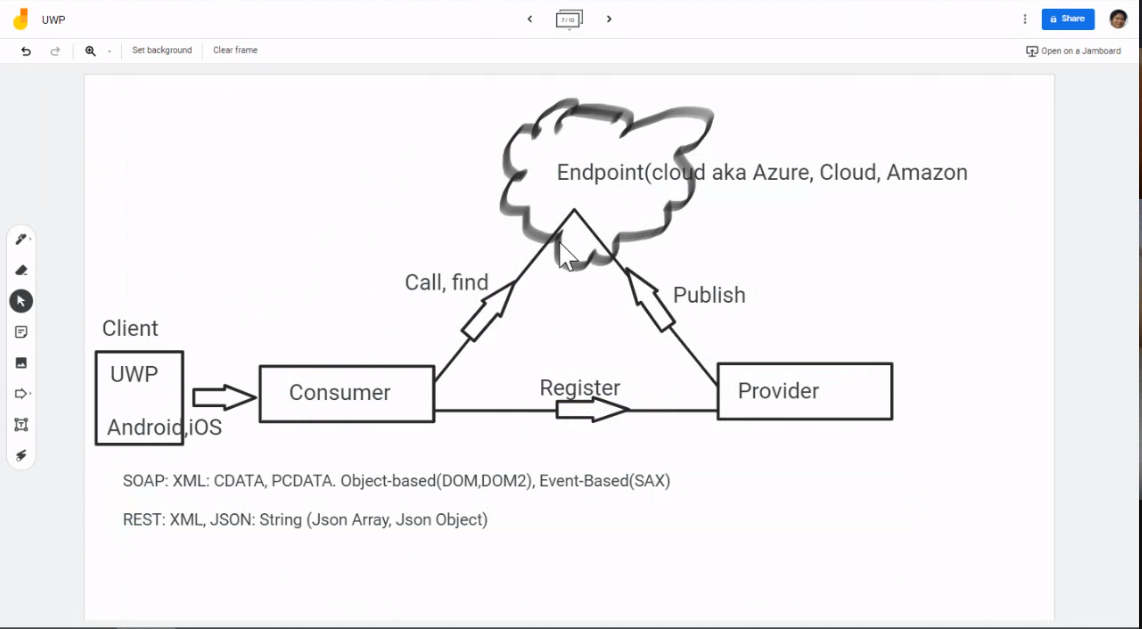 UWP
7 / 10
Share
Set background
Clear frame
Open on a Jamboard
Endpoint(cloud aka Azure, Cloud, Amazon
Call, find
Publish
Client
UWP
Android,iOS
Consumer
Register
Provider
SOAP: XML: CDATA, PCDATA. Object-based(DOM,DOM2), Event-Based(SAX)
REST: XML, JSON: String (Json Array, Json Object)